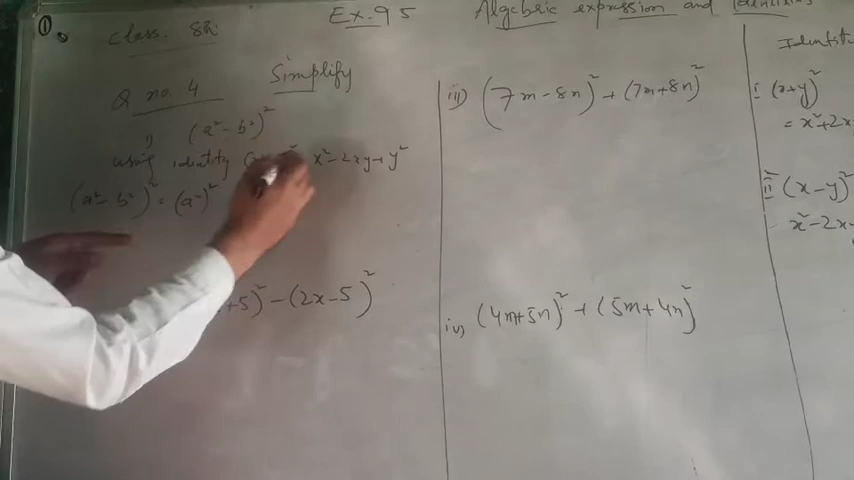 ①.
class. 8th
Ex. 9 5
Algebric expression and Identities
Q no. 4
Simplify
i) (a² - b²)²
using identity x² - 2xy + y²
(a² - b²)² = (a²)²
+5)² - (2x - 5)²
iii) (7m - 8n)² + (7m + 8n)²
iv) (4m + 5n)² + (5m + 4n)²
Identit
i (x + y)²
= x² + 2x
ii (x - y)²
x² - 2x